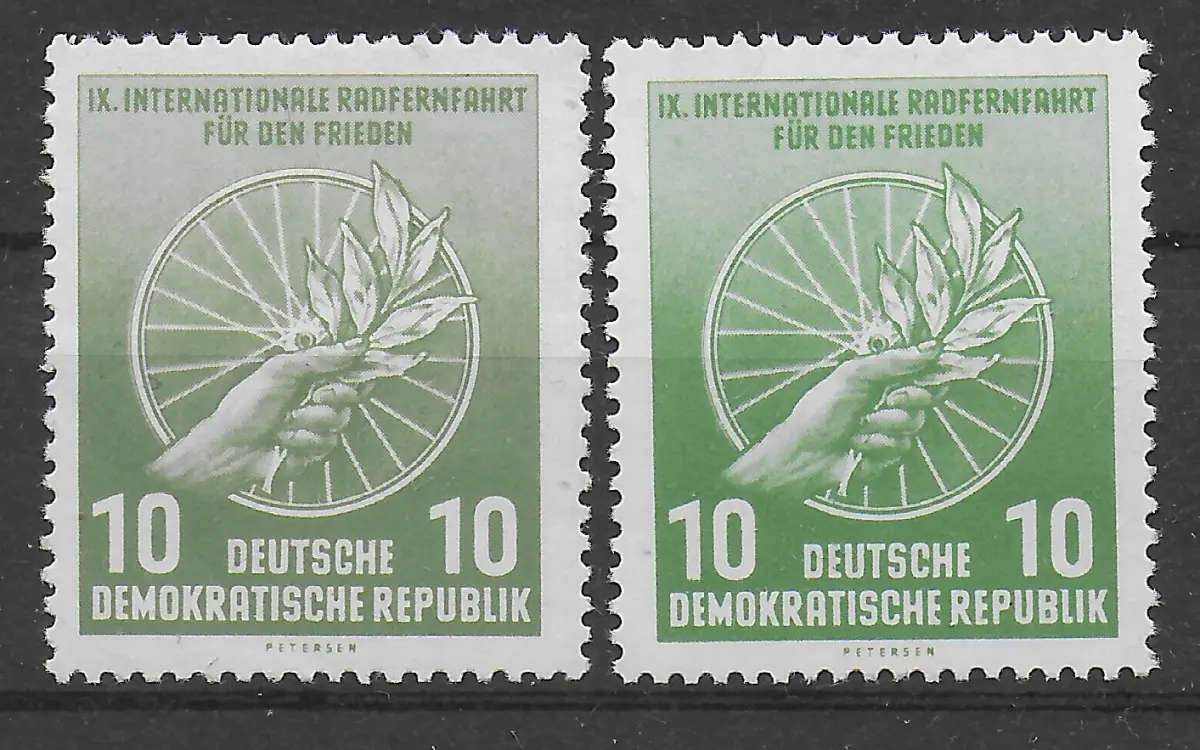 IX. INTERNATIONALE RADFERNFAHRT
FÜR DEN FRIEDEN
10 10
DEUTSCHE
DEMOKRATISCHE REPUBLIK
PETERSEN
IX. INTERNATIONALE RADFERNFAHRT
FÜR DEN FRIEDEN
10 10
DEUTSCHE
DEMOKRATISCHE REPUBLIK
PETERSEN